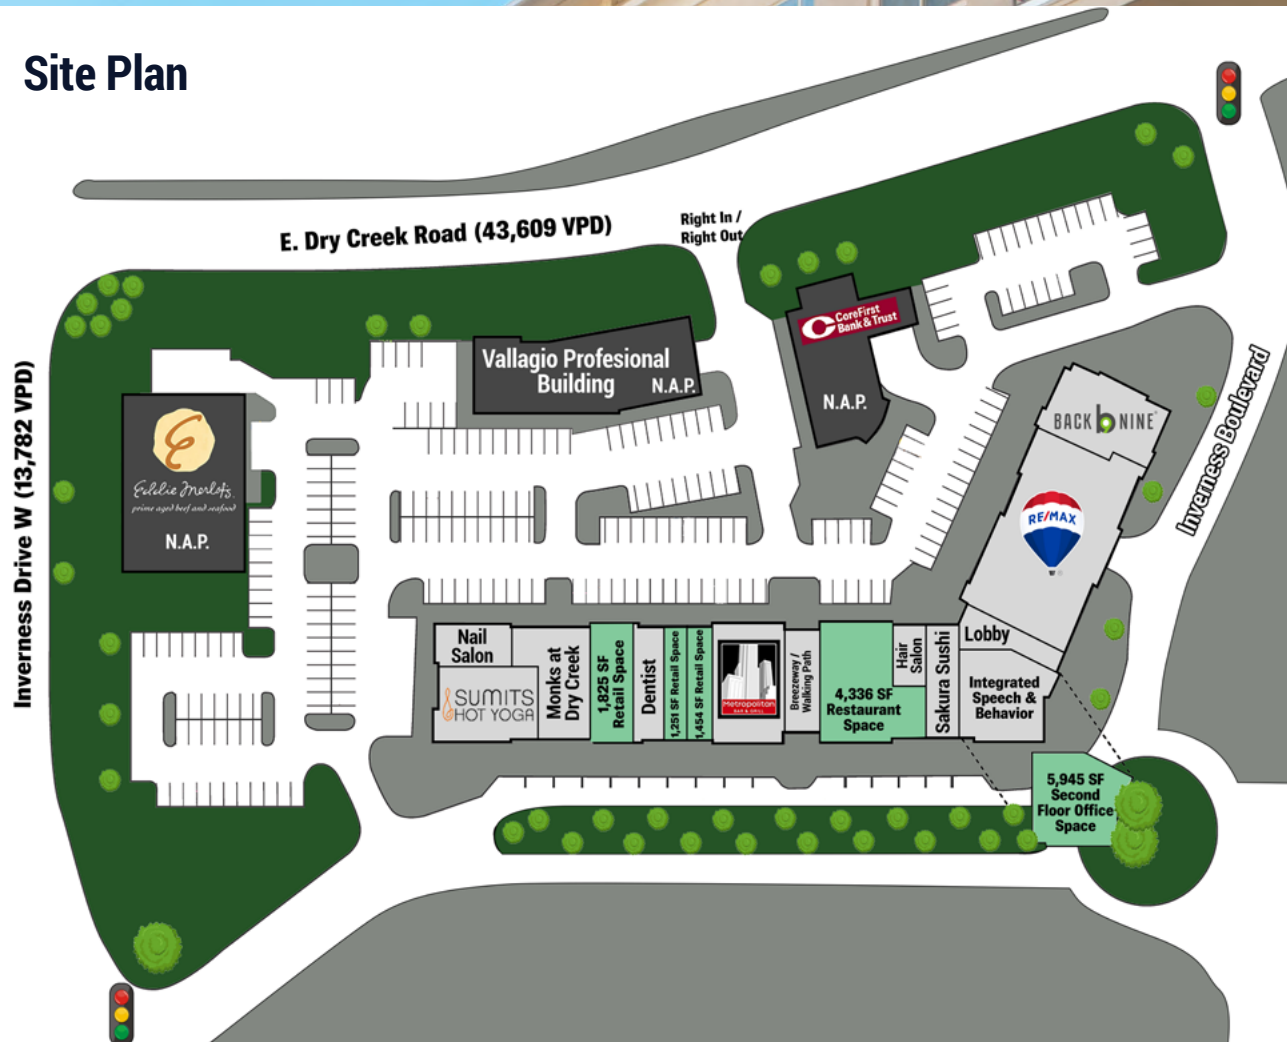 Site Plan
E. Dry Creek Road (43,609 VPD)
Right In /
Right Out
Inverness Drive W (13,782 VPD)
Inverness Boulevard
Eddie Merlot's
prime aged beef and seafood
N.A.P.
Vallagio Profesional
Building
N.A.P.
CoreFirst
Bank & Trust
N.A.P.
BACK b NINE
RE/MAX
Nail
Salon
SUMITS
HOT YOGA
Monks at
Dry Creek
1,825 SF
Retail Space
Dentist
1,251 SF Retail Space
1,454 SF Retail Space
Metropolitan
BAR & GRILL
Breezeway /
Walking Path
4,336 SF
Restaurant
Space
Hair
Salon
Sakura Sushi
Lobby
Integrated
Speech &
Behavior
5,945 SF
Second
Floor Office
Space